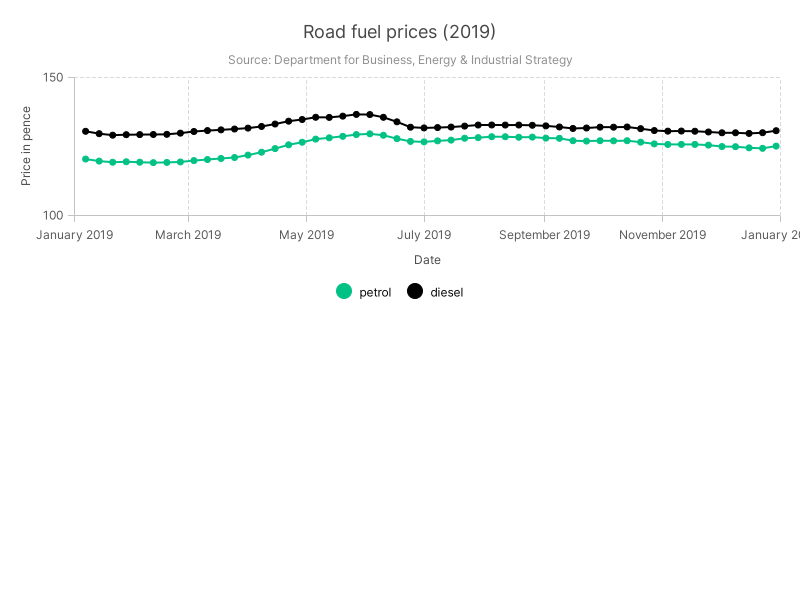 Road fuel prices (2019)
Source: Department for Business, Energy & Industrial Strategy
150
Price in pence
100
January 2019 March 2019 May 2019 July 2019 September 2019 November 2019 January 20
Date
petrol diesel